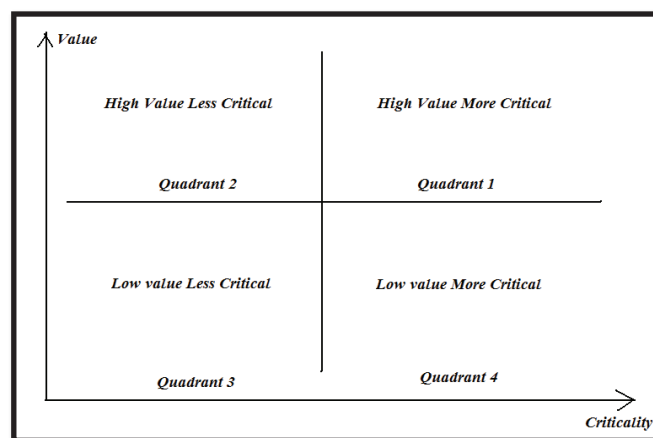 Value
High Value Less Critical
High Value More Critical
Quadrant 2
Quadrant 1
Low value Less Critical
Low value More Critical
Quadrant 3
Quadrant 4
Criticality